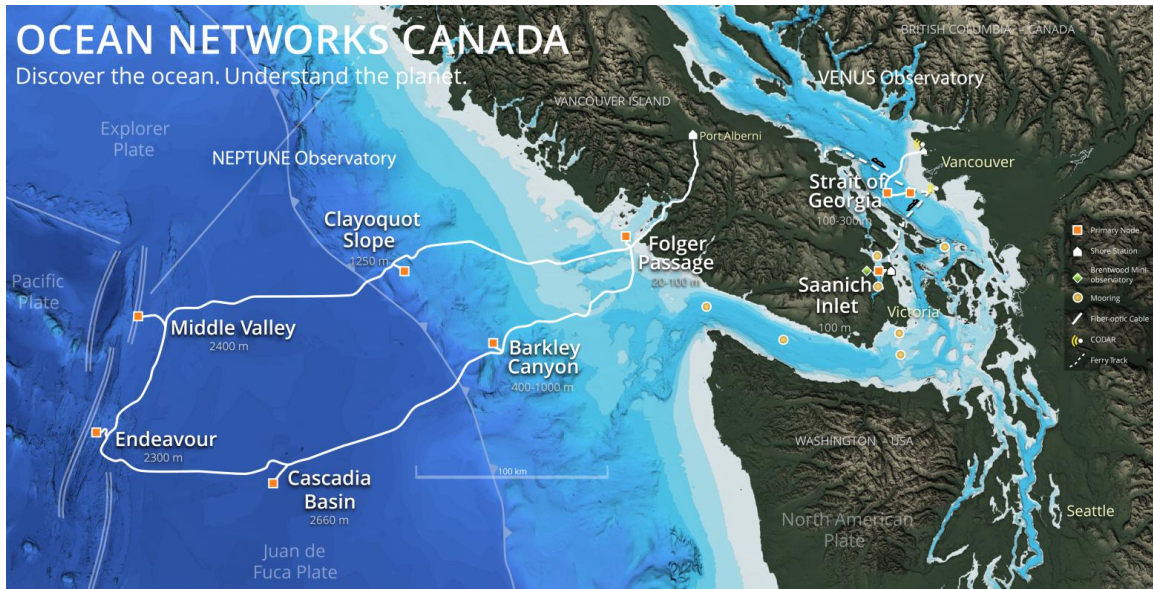 OCEAN NETWORKS CANADA
Discover the ocean. Understand the planet.
BRITISH COLUMBIA - CANADA
VENUS Observatory
VANCOUVER ISLAND
Explorer
Plate
Port Alberni
NEPTUNE Observatory
Vancouver
Strait of
Georgia
100-300 m
Clayoquot
Slope
1250 m
Folger
Passage
20-100 m
Pacific
Plate
Saanich
Inlet
100 m
Victoria
Primary Node
Shore Station
Brentwood Mini
observatory
Mooring
Fiber-optic Cable
CODAR
Ferry Track
Middle Valley
2400 m
Barkley
Canyon
400-1000 m
Endeavour
2300 m
WASHINGTON - USA
100 km
Cascadia
Basin
2660 m
North American
Plate
Seattle
Juan de
Fuca Plate